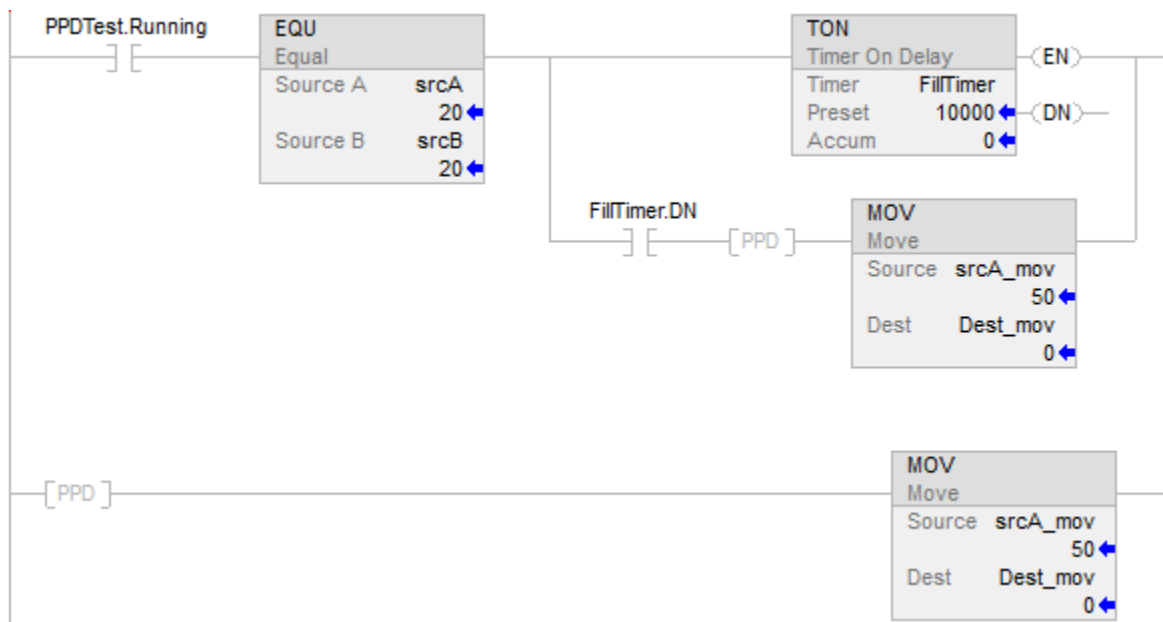 PPDTest.Running
EQU
Equal
Source A srcA
20
Source B srcB
20
TON
Timer On Delay
Timer FillTimer
Preset 10000
Accum 0
EN
DN
FillTimer.DN
PPD
MOV
Move
Source srcA_mov
50
Dest Dest_mov
0
PPD
MOV
Move
Source srcA_mov
50
Dest Dest_mov
0